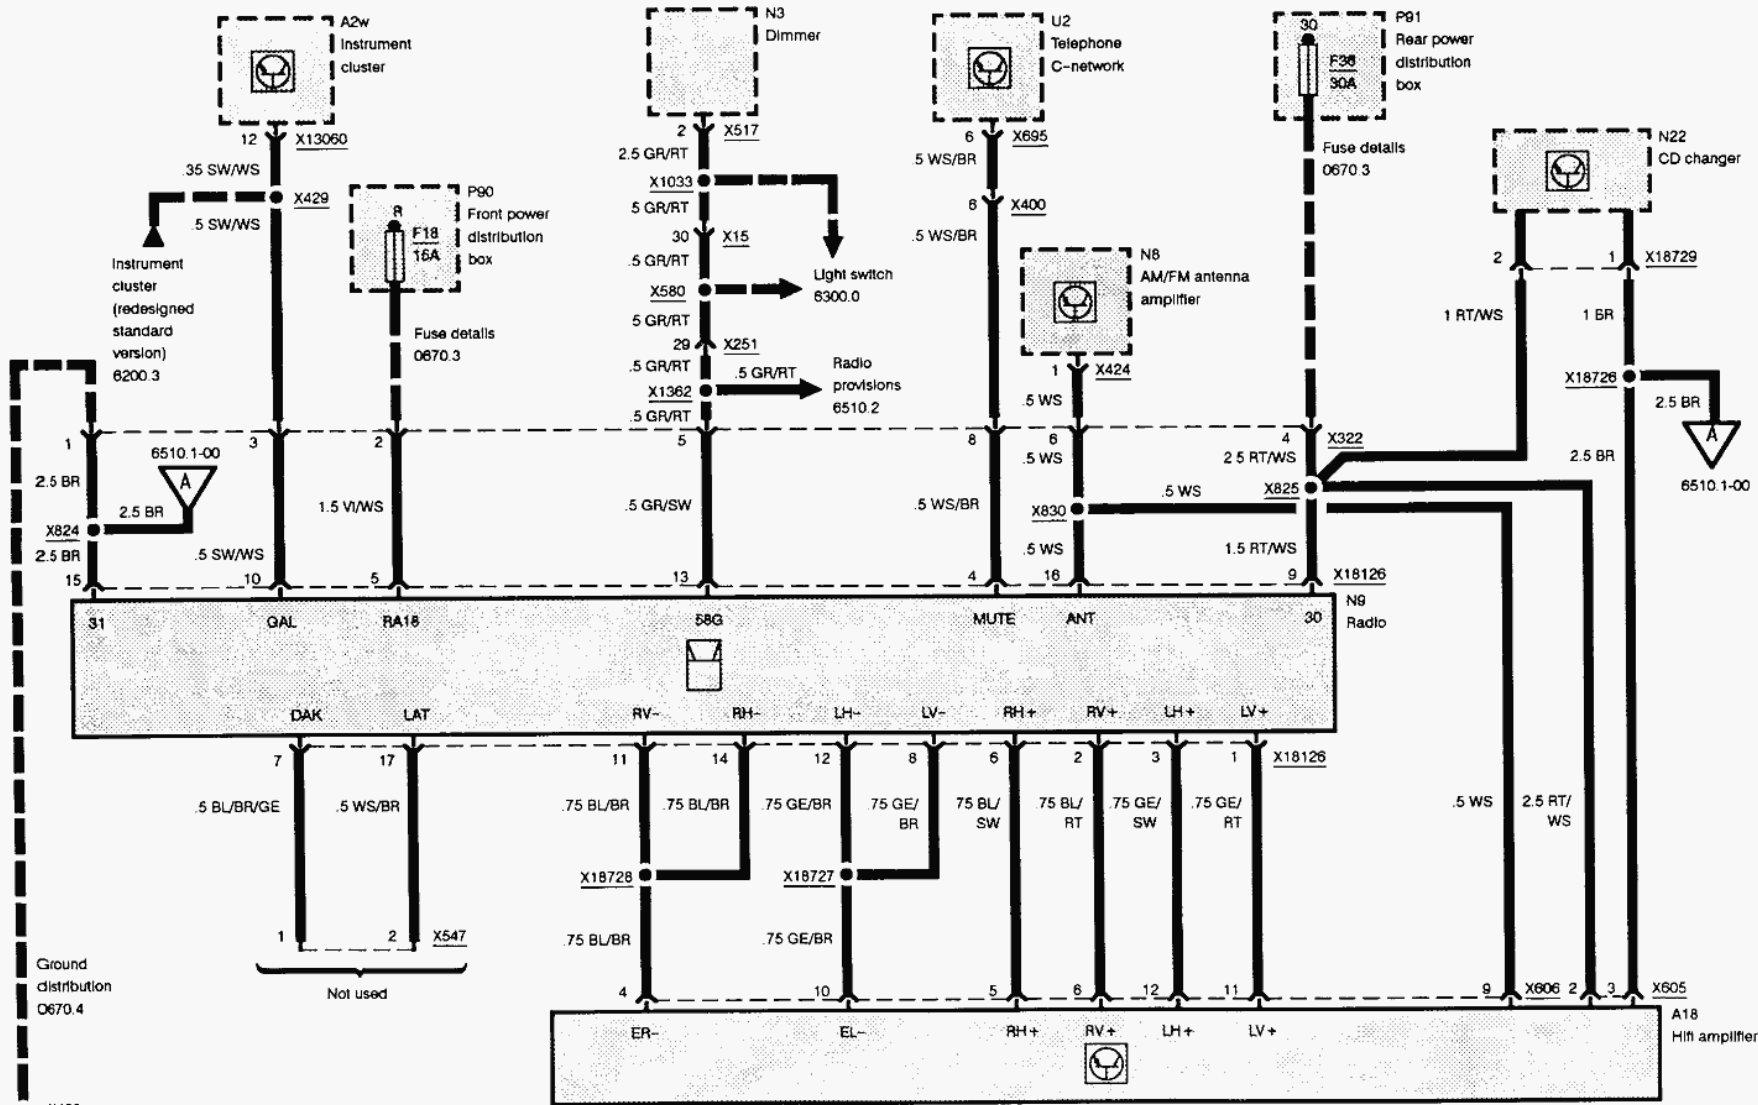 A2w
Instrument
cluster
N3
Dimmer
U2
Telephone
C-network
30
F36
30A
P91
Rear power
distribution
box
12
X13060
.35 SW/WS
X429
.5 SW/WS
Instrument
cluster
(redesigned
standard
version)
6200.3
R
F18
15A
P90
Front power
distribution
box
Fuse details
0670.3
2
X517
2.5 GR/RT
X1033
.5 GR/RT
30
X15
.5 GR/RT
Light switch
6300.0
X580
.5 GR/RT
29
X251
.5 GR/RT
X1362
.5 GR/RT
Radio
provisions
6510.2
.5 GR/RT
6
X695
.5 WS/BR
6
X400
.5 WS/BR
N8
AM/FM antenna
amplifier
1
X424
.5 WS
Fuse details
0670.3
N22
CD changer
2
1
X18729
1 RT/WS
1 BR
X18726
2.5 BR
A
6510.1-00
2.5 BR
1
3
2
5
8
6
4
X322
6510.1-00
A
2.5 BR
2.5 BR
X824
2.5 BR
.5 SW/WS
1.5 VI/WS
.5 GR/SW
.5 WS/BR
.5 WS
X830
.5 WS
.5 WS
2.5 RT/WS
X825
1.5 RT/WS
15
10
5
13
4
16
9
X18126
N9
Radio
31
GAL
RA18
58G
MUTE
ANT
30
DAK
LAT
RV-
RH-
LH-
LV-
RH+
RV+
LH+
LV+
7
17
11
14
12
8
6
2
3
1
X18126
.5 BL/BR/GE
.5 WS/BR
.75 BL/BR
.75 BL/BR
.75 GE/BR
.75 GE/
BR
.75 BL/
SW
.75 BL/
RT
.75 GE/
SW
.75 GE/
RT
.5 WS
2.5 RT/
WS
X18728
X18727
1
2
X547
Not used
.75 BL/BR
.75 GE/BR
Ground
distribution
0670.4
4
10
5
6
12
11
9
X606
2
3
X605
ER-
EL-
RH+
RV+
LH+
LV+
A18
Hifi amplifier